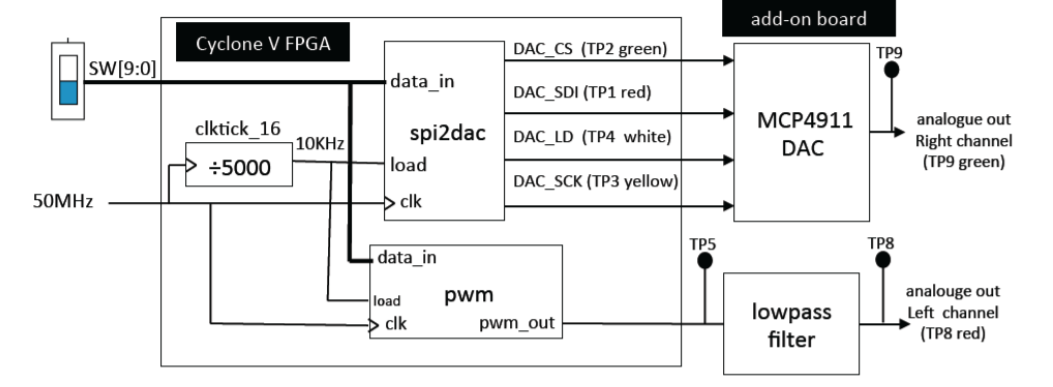 add-on board
Cyclone V FPGA
SW[9:0]
data_in
spi2dac
load
clk
clktick_16
÷5000
10KHz
50MHz
DAC_CS (TP2 green)
DAC_SDI (TP1 red)
DAC_LD (TP4 white)
DAC_SCK (TP3 yellow)
MCP4911
DAC
TP9
analogue out
Right channel
(TP9 green)
data_in
pwm
load
clk
pwm_out
TP5
lowpass
filter
TP8
analouge out
Left channel
(TP8 red)